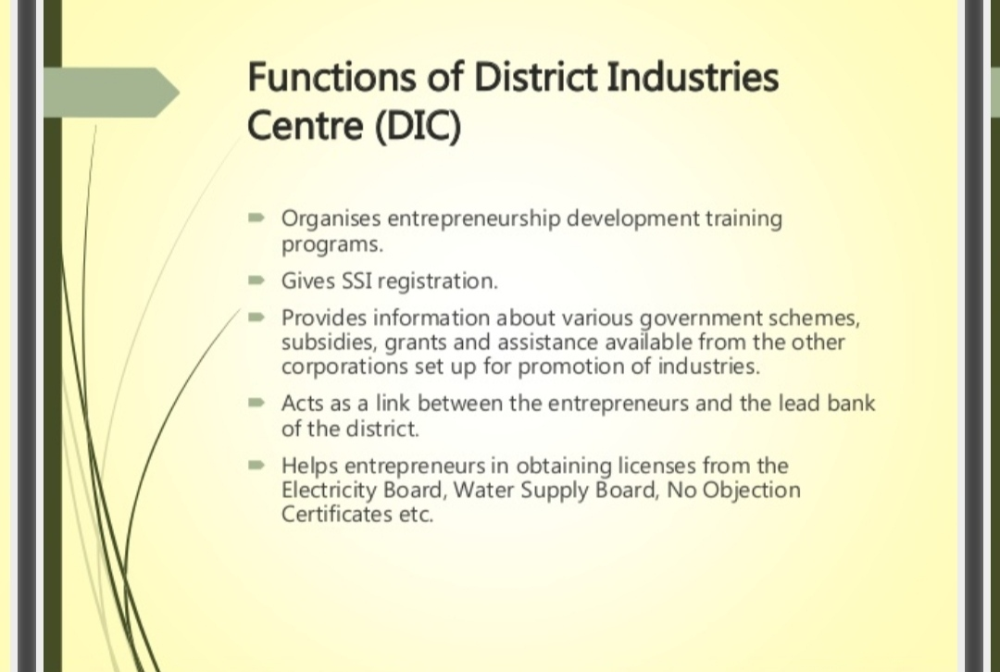 Functions of District Industries
Centre (DIC)
Organises entrepreneurship development training
programs.
Gives SSI registration.
Provides information about various government schemes,
subsidies, grants and assistance available from the other
corporations set up for promotion of industries.
Acts as a link between the entrepreneurs and the lead bank
of the district.
Helps entrepreneurs in obtaining licenses from the
Electricity Board, Water Supply Board, No Objection
Certificates etc.